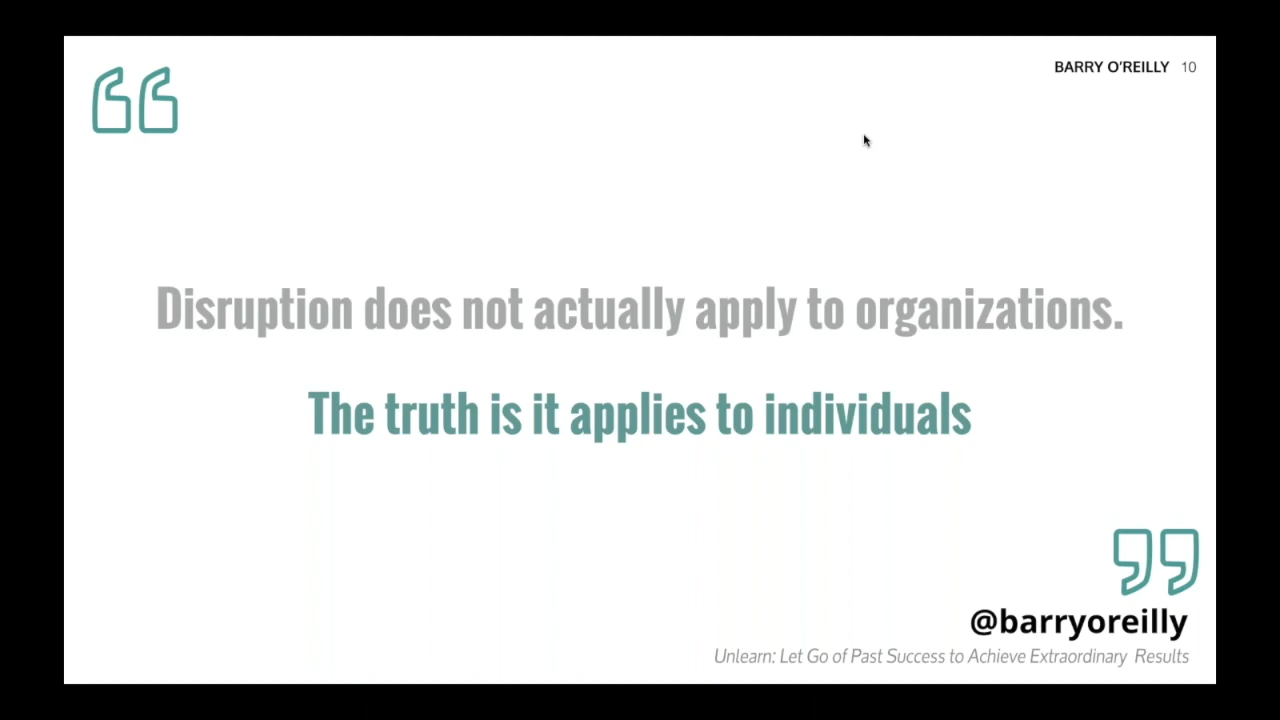 BARRY O'REILLY 10
Disruption does not actually apply to organizations.
The truth is it applies to individuals
@barryoreilly
Unlearn: Let Go of Past Success to Achieve Extraordinary Results